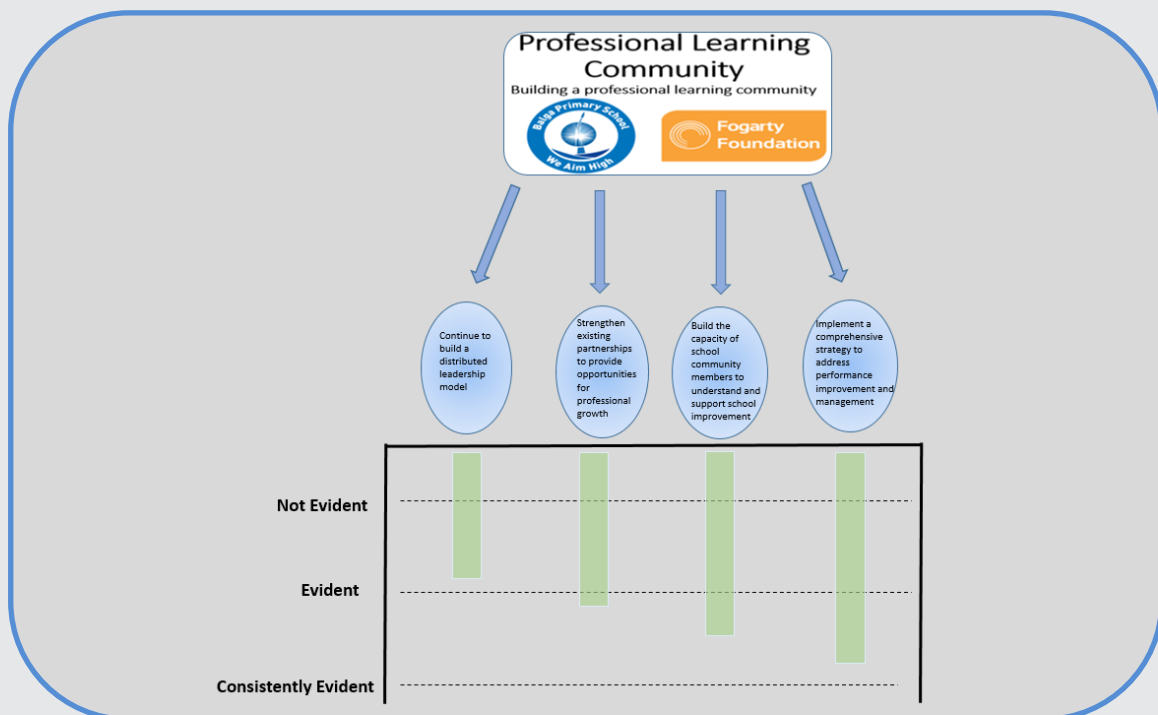 Professional Learning
Community
Building a professional learning community
Balga Primary School
We Aim High
Fogarty
Foundation
Continue to
build a
distributed
leadership
model
Strengthen
existing
partnerships
to provide
opportunities
for
professional
growth
Build the
capacity of
school
community
members to
understand and
support school
improvement
Implement a
comprehensive
strategy to
address
performance
improvement and
management
Not Evident
Evident
Consistently Evident